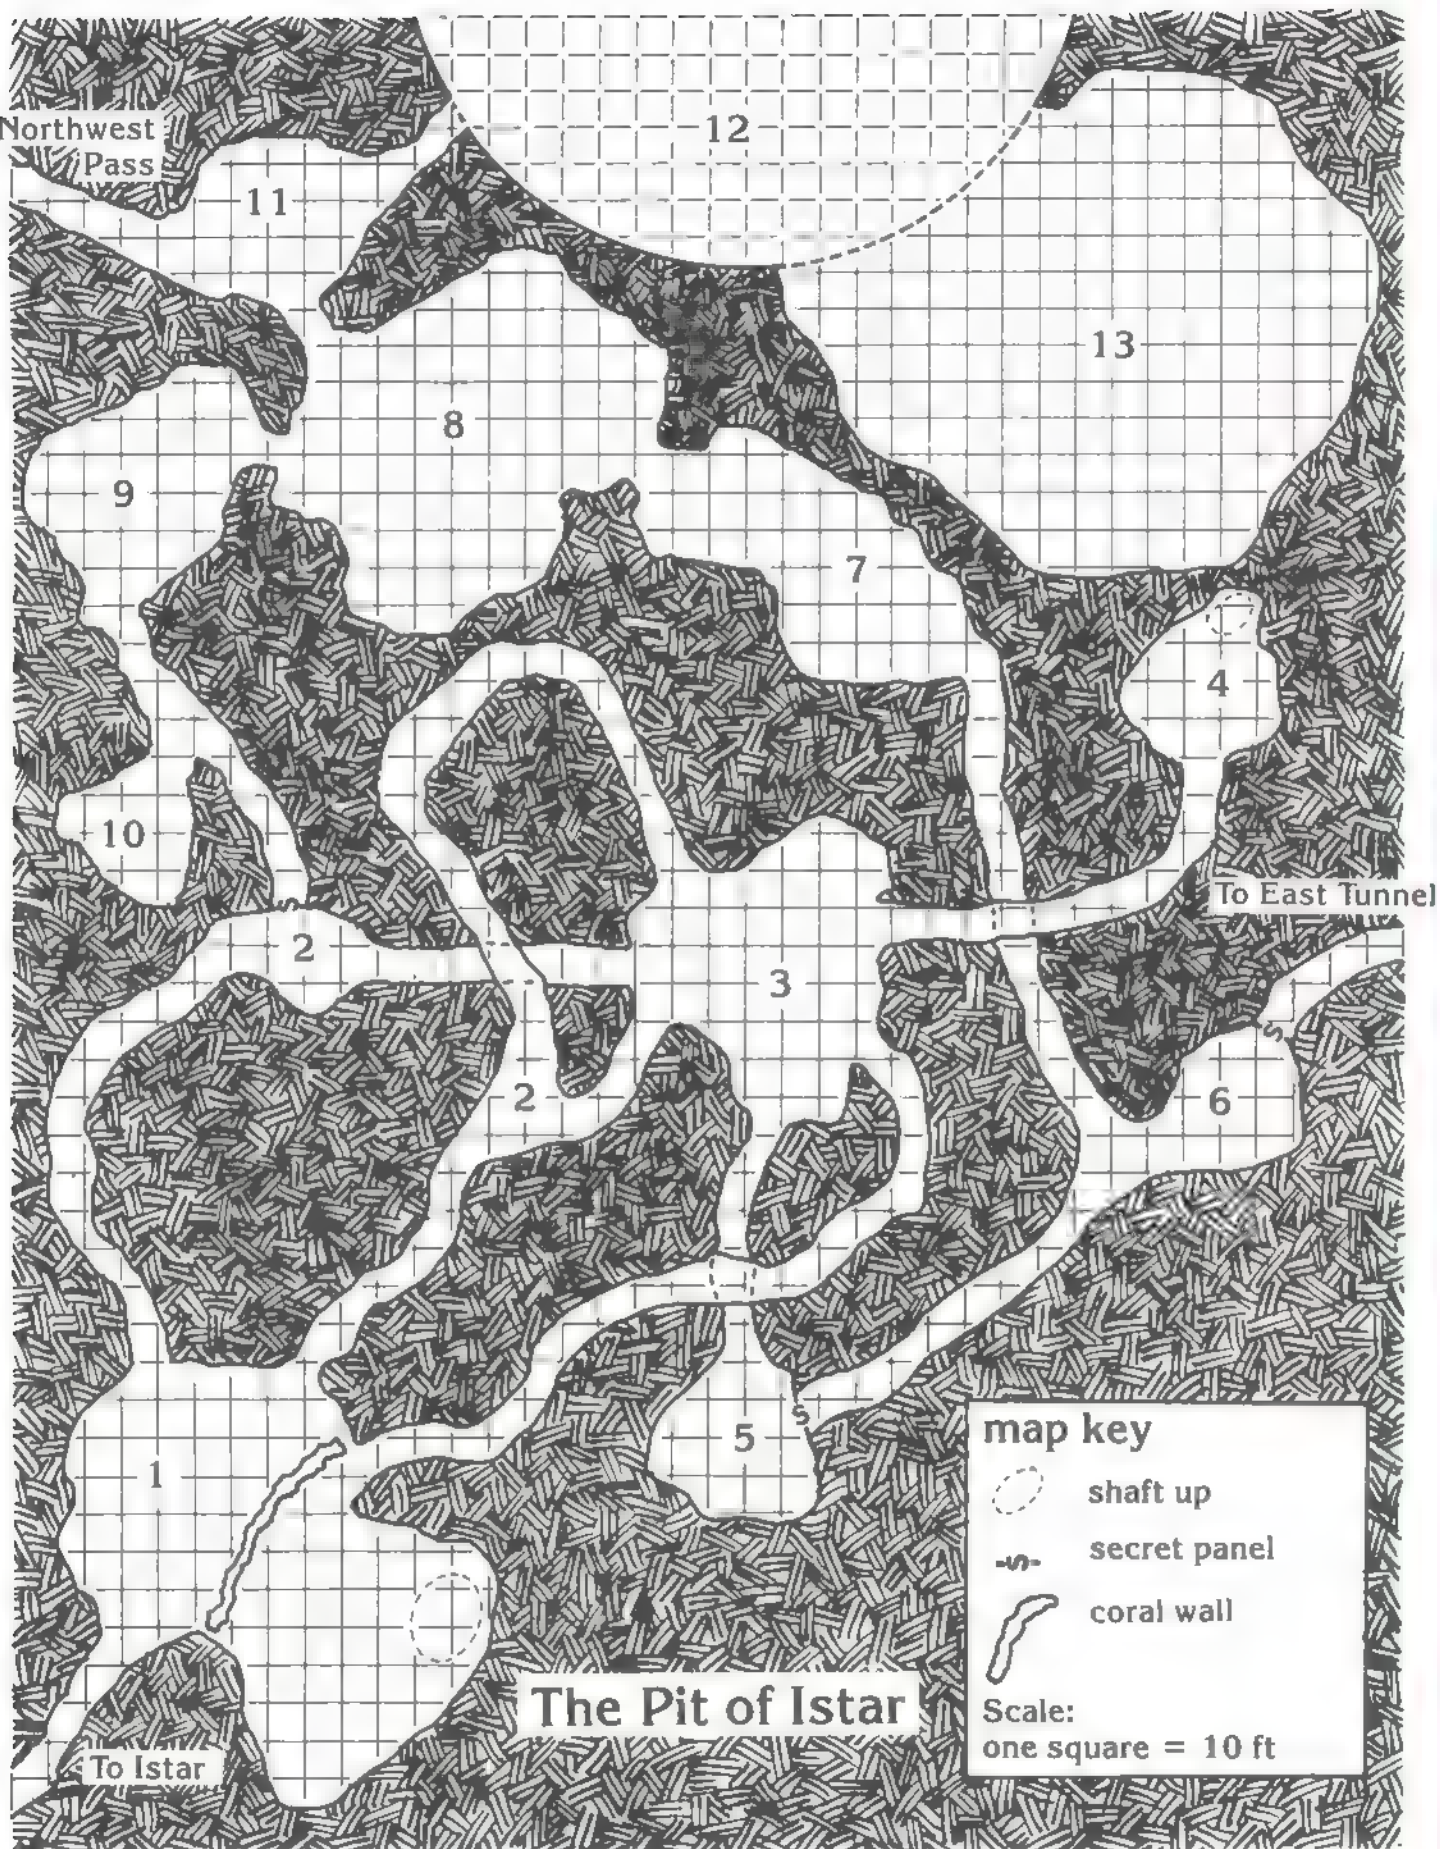 12
Northwest
Pass
11
13
8
9
7
4
10
To East Tunnel
S
2
3
S
6
2
S
5
1
map key
shaft up
-S- secret panel
coral wall
The Pit of Istar
Scale:
one square = 10 ft
To Istar